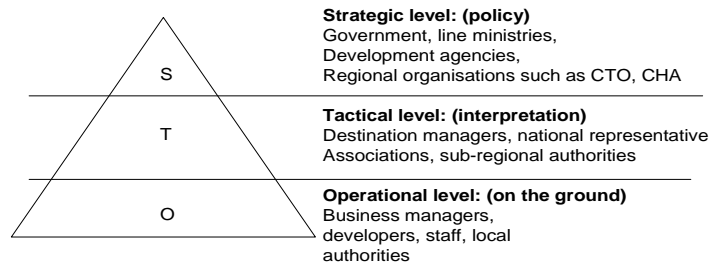 Strategic level: (policy)
Government, line ministries,
Development agencies,
Regional organisations such as CTO, CHA
S
Tactical level: (interpretation)
Destination managers, national representative
Associations, sub-regional authorities
T
Operational level: (on the ground)
Business managers,
developers, staff, local
authorities
O